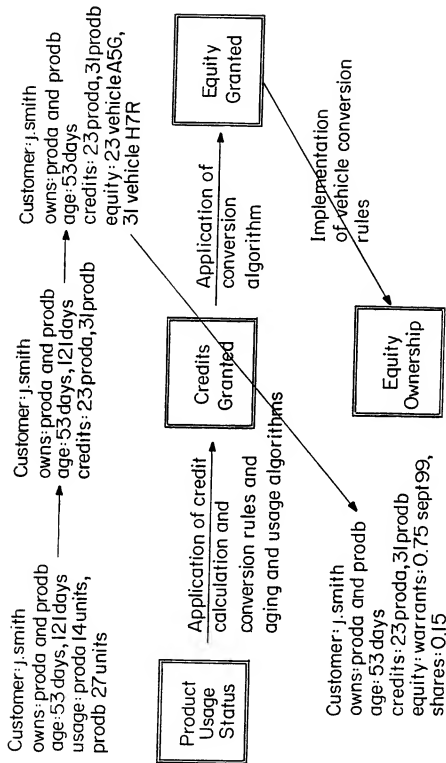 Customer: j.smith
owns: proda and prodb
age: 53 days, 121 days
usage: proda 14 units,
prodb 27 units
Customer: j.smith
owns: proda and prodb
age: 53 days, 121 days
credits: 23 proda, 31 prodb
Customer: j.smith
owns: proda and prodb
age: 53 days
credits: 23 proda, 31 prodb
equity: 23 vehicle A5G,
31 vehicle H7R
Product
Usage
Status
Application of credit
calculation and
conversion rules and
aging and usage algorithms
Credits
Granted
Application of
conversion
algorithm
Equity
Granted
Customer: j.smith
owns: proda and prodb
age: 53 days
credits: 23 proda, 31 prodb
equity: warrants: 0.75 sept 99,
shares: 0.15
Equity
Ownership
Implementation
of vehicle conversion
rules